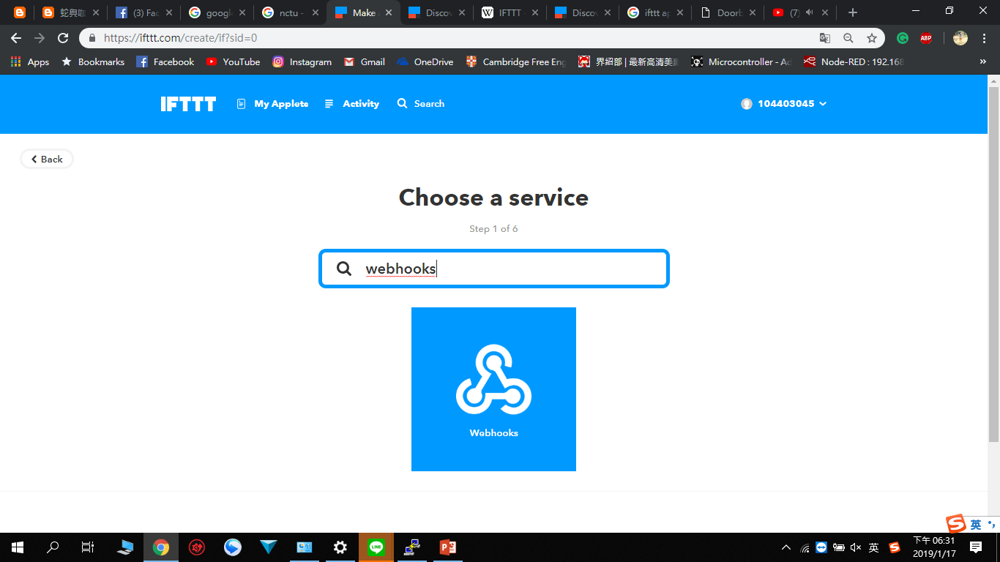 蛇與咖
(3) Fac
googl
nctu -
Make
Discov
W IFTTT -
Discov
ifttt ap
Doorb
(7)
https://ifttt.com/create/if?sid=0
ABP
Apps Bookmarks Facebook YouTube Instagram Gmail OneDrive Cambridge Free Eng 界紹部 | 最新高清美 Microcontroller - Ad Node-RED : 192.168 »
IFTTT My Applets Activity Search 104403045
Back
Choose a service
Step 1 of 6
webhooks
Webhooks
S 英
LINE
英 S 下午 06:31
2019/1/17